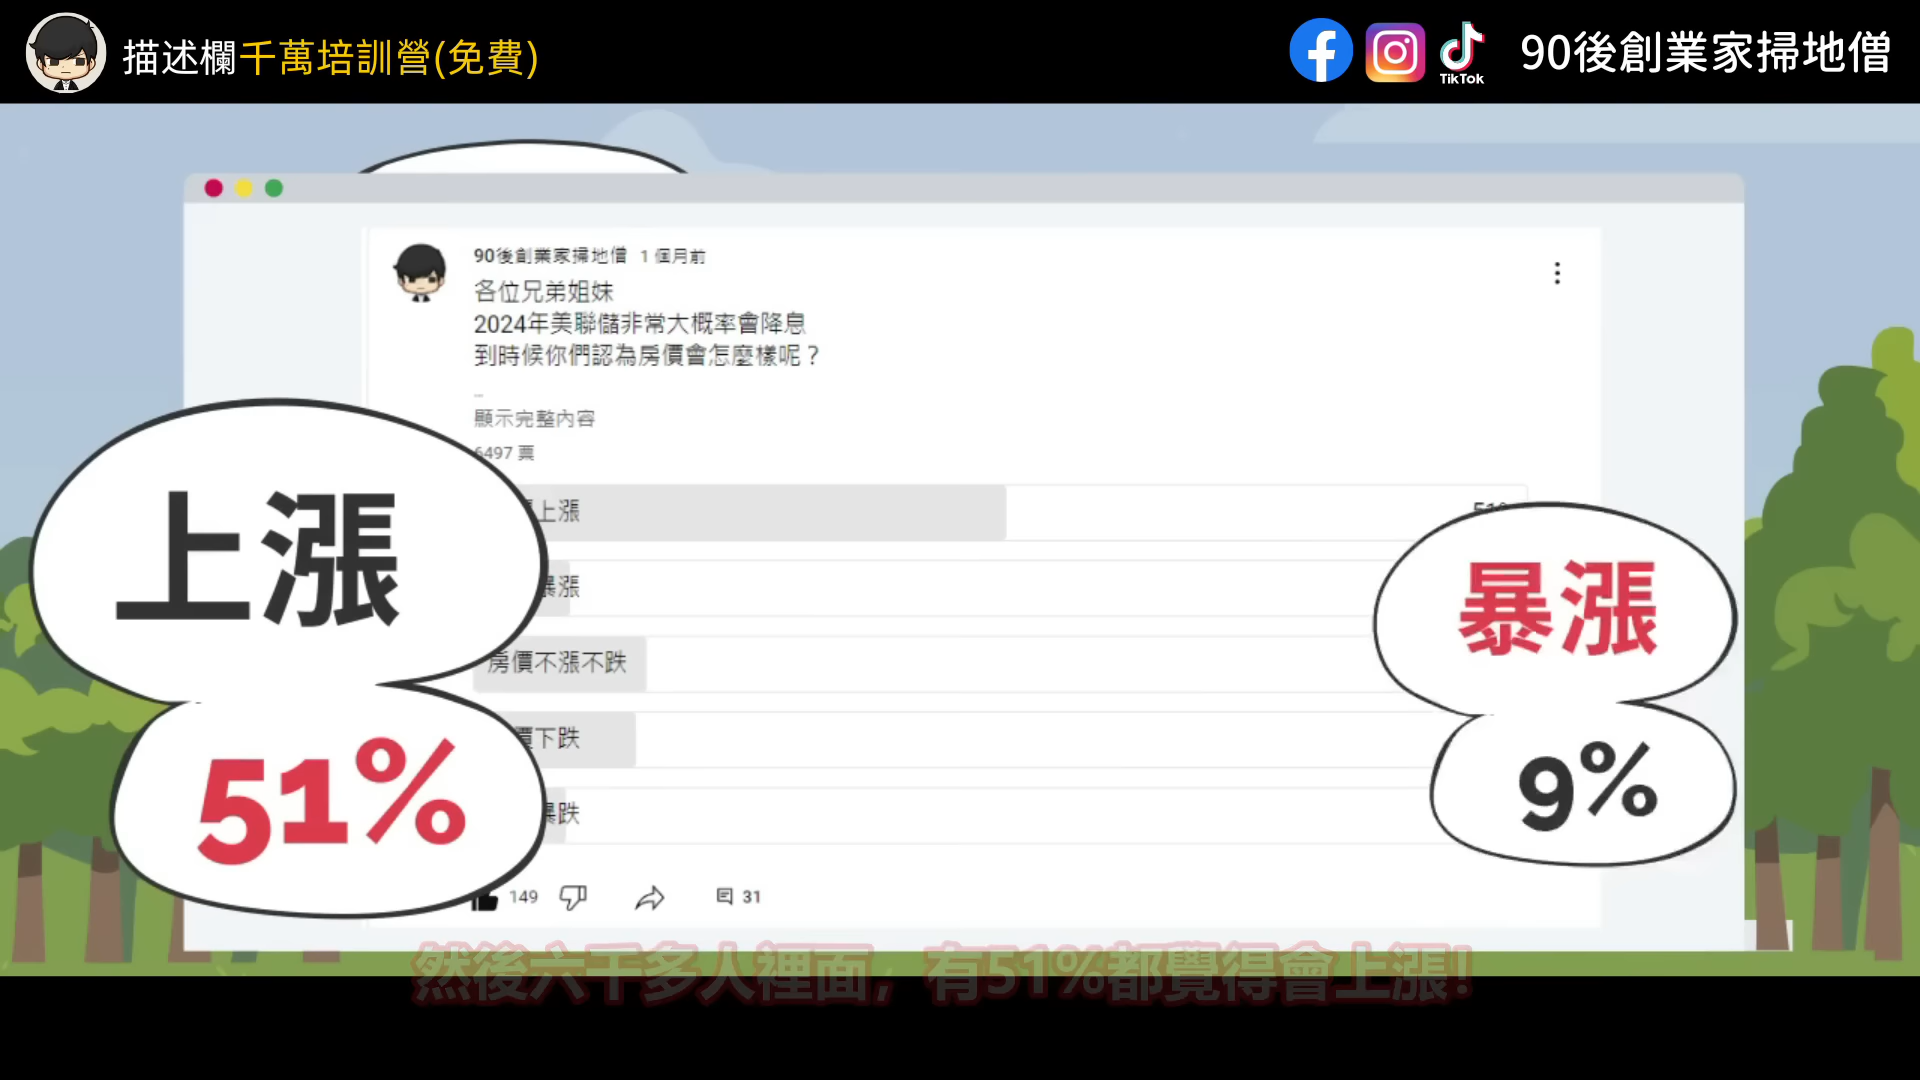 描述欄千萬培訓營(免費)
TikTok
90後創業家掃地僧
90後創業家掃地僧 1 個月前
各位兄弟姐妹
2024年美聯儲非常大概率會降息
到時候你們認為房價會怎麼樣呢？
...
顯示完整內容
6497 票
上漲
暴漲
房價不漲不跌
價下跌
暴跌
149
31
上漲
51%
暴漲
9%
然後六千多人裡面，有51%都覺得會上漲!